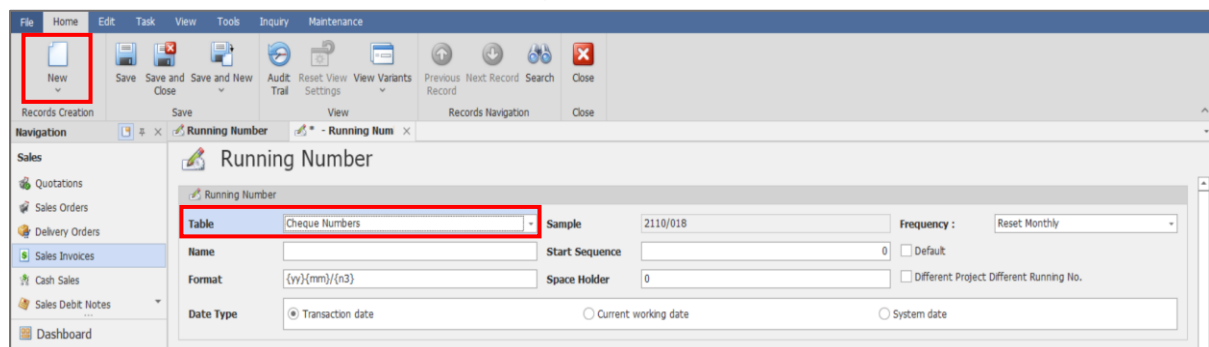 File Home Edit Task View Tools Inquiry Maintenance
New Save Save and Close Save and New Audit Trail Reset View Settings View Variants Previous Record Next Record Search Close
Records Creation Save View Records Navigation Close
Navigation Running Number * - Running Num
Sales
Running Number
Quotations
Running Number
Sales Orders
Table Cheque Numbers Sample 2110/018 Frequency : Reset Monthly
Delivery Orders
Name Start Sequence 0 Default
Sales Invoices
Cash Sales
Format {yy}{mm}/{n3} Space Holder 0 Different Project Different Running No.
Sales Debit Notes
Date Type Transaction date Current working date System date
Dashboard